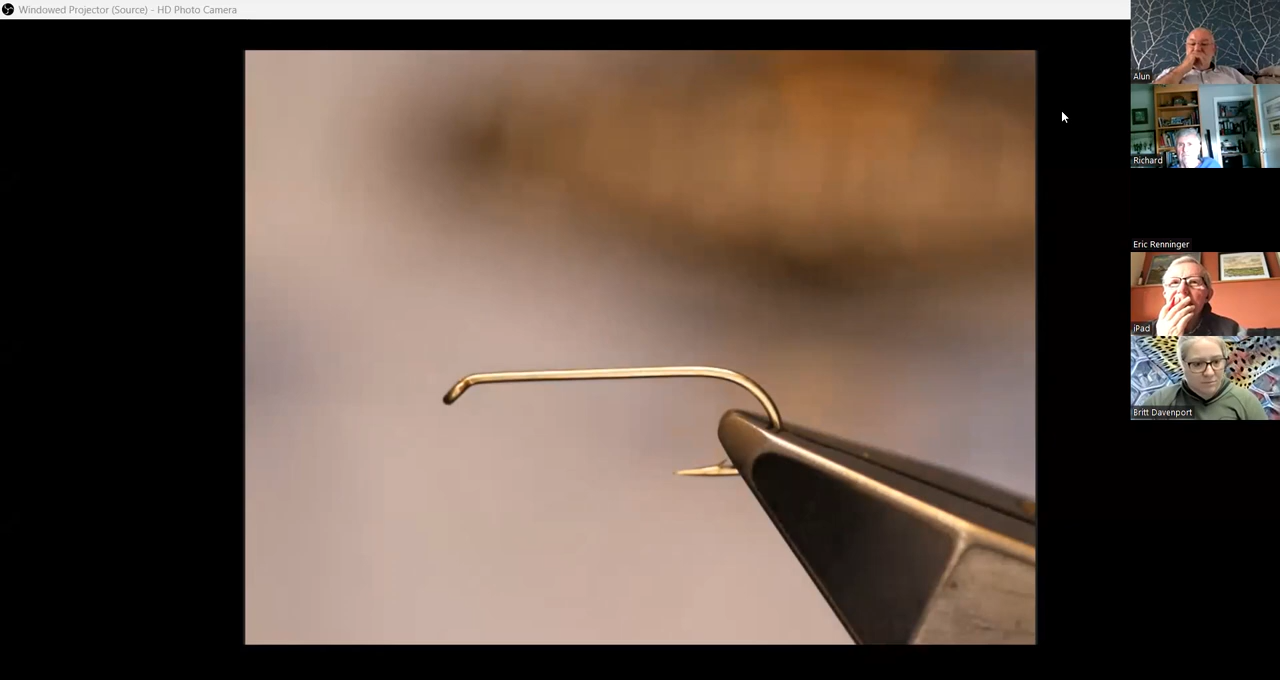 Windowed Projector (Source) - HD Photo Camera
Alun
Richard
Eric Renninger
iPad
Britt Davenport